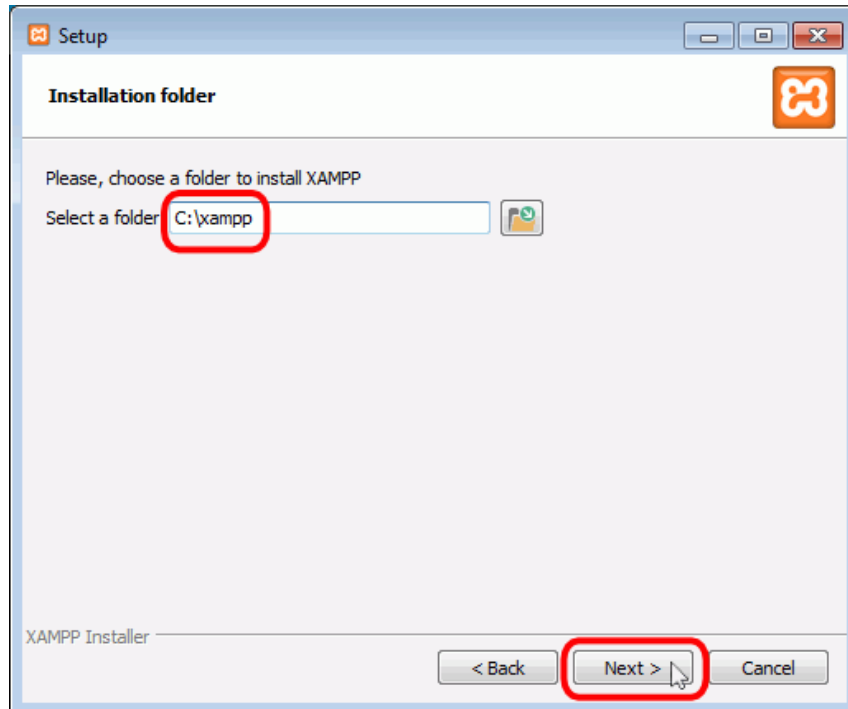 Setup
Installation folder
Please, choose a folder to install XAMPP
Select a folder C:\xampp
XAMPP Installer
< Back Next > Cancel